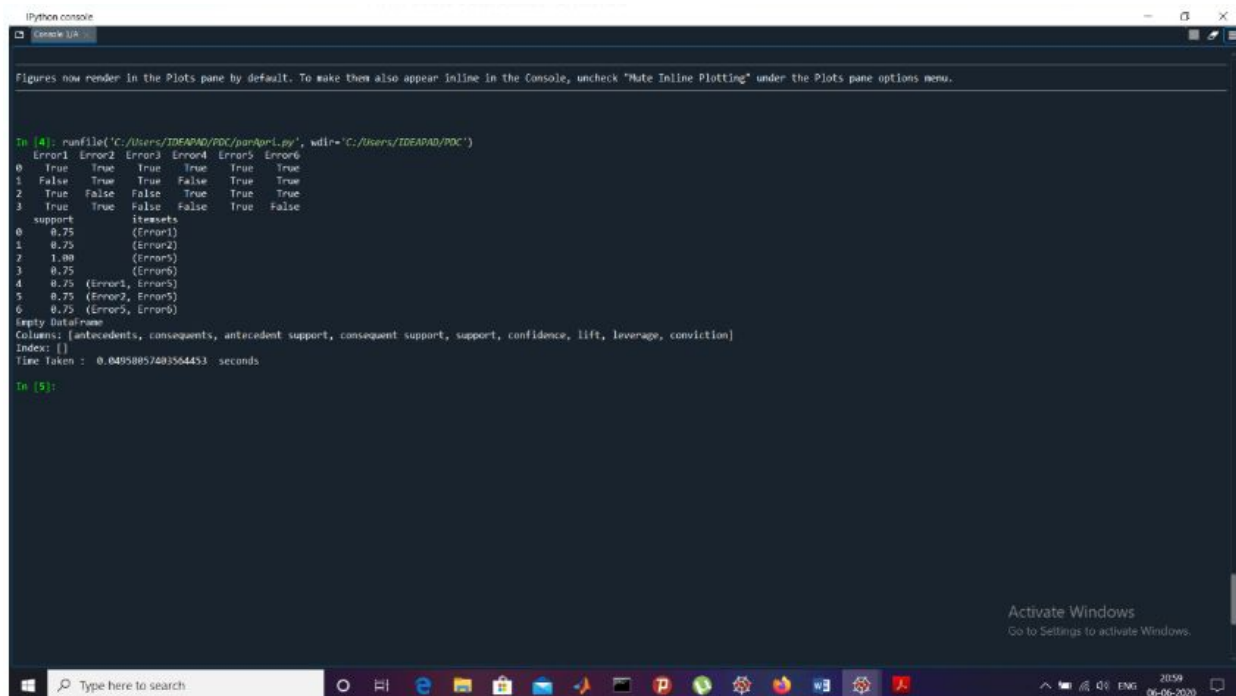 IPython console
Console 1/A
Figures now render in the Plots pane by default. To make them also appear inline in the Console, uncheck "Mute Inline Plotting" under the Plots pane options menu.
In [4]: runfile('C:/Users/IDEAPAD/PDC/parApri.py', wdir='C:/Users/IDEAPAD/PDC')
Error1 Error2 Error3 Error4 Error5 Error6
0 True True True True True True
1 False True True False True True
2 True False False True True True
3 True True False False True False
support itemsets
0 0.75 (Error1)
1 0.75 (Error2)
2 1.00 (Error5)
3 0.75 (Error6)
4 0.75 (Error1, Error5)
5 0.75 (Error2, Error5)
6 0.75 (Error5, Error6)
Empty DataFrame
Columns: [antecedents, consequents, antecedent support, consequent support, support, confidence, lift, leverage, conviction]
Index: []
Time Taken : 0.04958057403564453 seconds
In [5]:
Activate Windows
Go to Settings to activate Windows.
Type here to search
ENG
20:59
06-06-2020